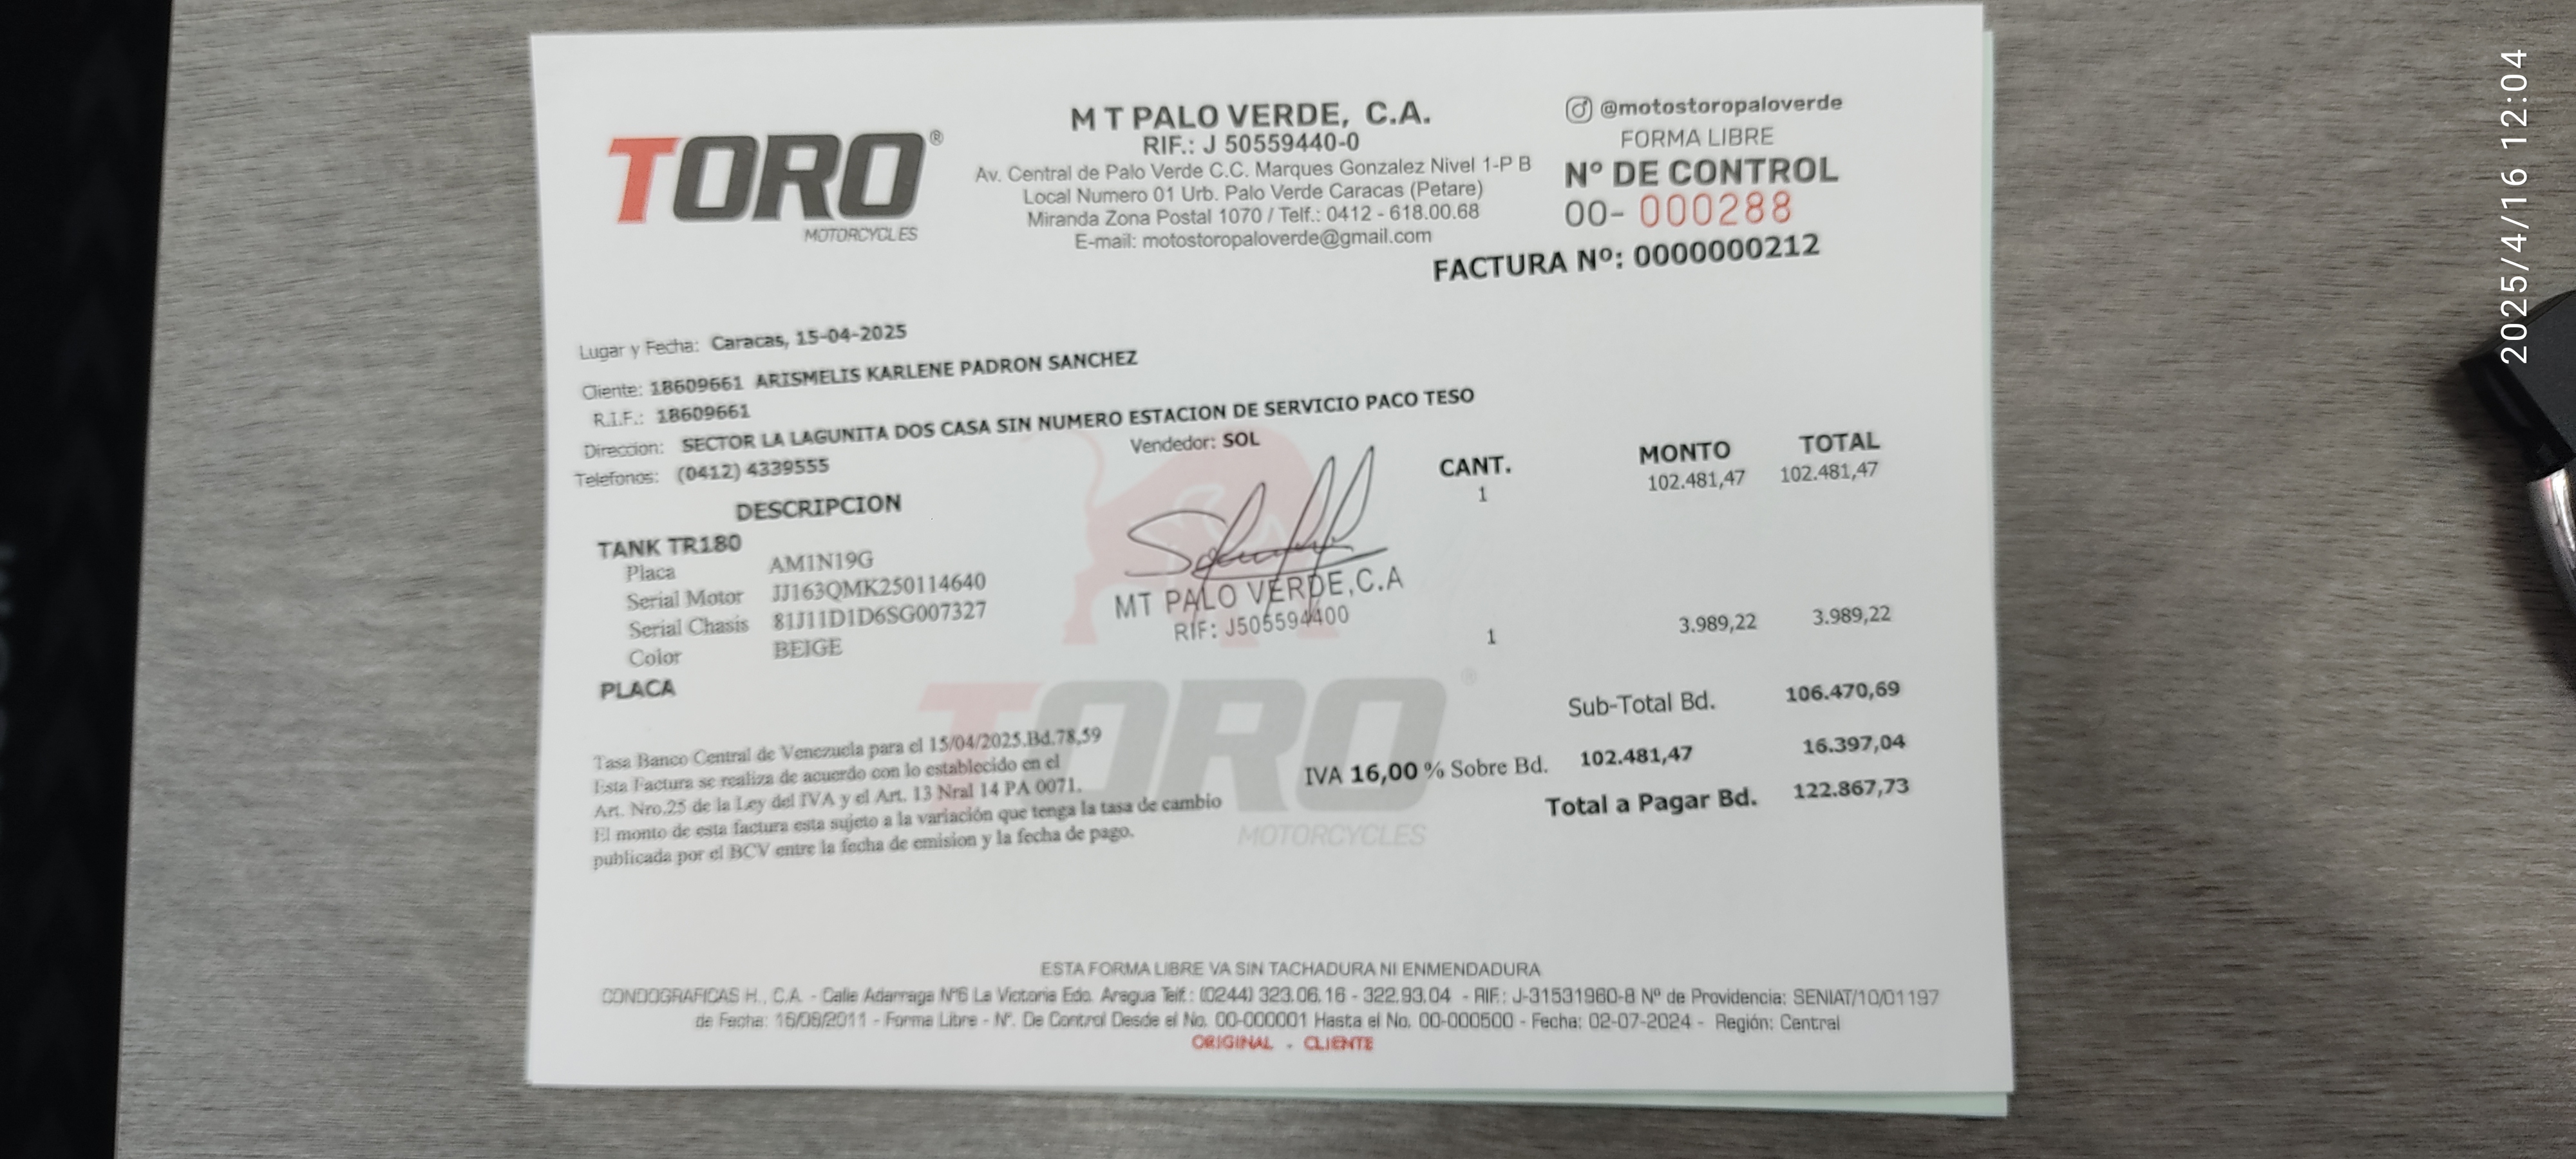 TORO®
MOTORCYCLES
M T PALO VERDE, C.A.
RIF.: J 50559440-0
Av. Central de Palo Verde C.C. Marques Gonzalez Nivel 1-P B
Local Numero 01 Urb. Palo Verde Caracas (Petare)
Miranda Zona Postal 1070 / Telf.: 0412 - 618.00.68
E-mail: motostoropaloverde@gmail.com
@motostoropaloverde
FORMA LIBRE
Nº DE CONTROL
00- 000288
FACTURA Nº: 0000000212
Lugar y Fecha: Caracas, 15-04-2025
Cliente: 18609661 ARISMELIS KARLENE PADRON SANCHEZ
R.I.F.: 18609661
Direccion: SECTOR LA LAGUNITA DOS CASA SIN NUMERO ESTACION DE SERVICIO PACO TESO
Telefonos: (0412) 4339555 Vendedor: SOL
DESCRIPCION CANT. MONTO TOTAL
TANK TR180 1 102.481,47 102.481,47
Placa AM1N19G
Serial Motor JJ163QMK250114640
Serial Chasis 81J11D1D6SG007327
Color BEIGE
MT PALO VERDE,C.A
RIF: J505594400
PLACA 1 3.989,22 3.989,22
TORO®
MOTORCYCLES
Sub-Total Bd. 106.470,69
IVA 16,00 % Sobre Bd. 102.481,47 16.397,04
Total a Pagar Bd. 122.867,73
Tasa Banco Central de Venezuela para el 15/04/2025.Bd.78,59
Esta Factura se realiza de acuerdo con lo establecido en el
Art. Nro.25 de la Ley del IVA y el Art. 13 Nral 14 PA 0071.
El monto de esta factura esta sujeto a la variación que tenga la tasa de cambio
publicada por el BCV entre la fecha de emision y la fecha de pago.
ESTA FORMA LIBRE VA SIN TACHADURA NI ENMENDADURA
CONDOGRAFICAS H., C.A. - Calle Adarraga Nº6 La Victoria Edo. Aragua Telf.: (0244) 323.06.16 - 322.93.04 - RIF.: J-31531960-8 Nº de Providencia: SENIAT/10/01197
de Fecha: 16/08/2011 - Forma Libre - Nº. De Control Desde el No. 00-000001 Hasta el No. 00-000500 - Fecha: 02-07-2024 - Región: Central
ORIGINAL - CLIENTE
2025/4/16 12:04